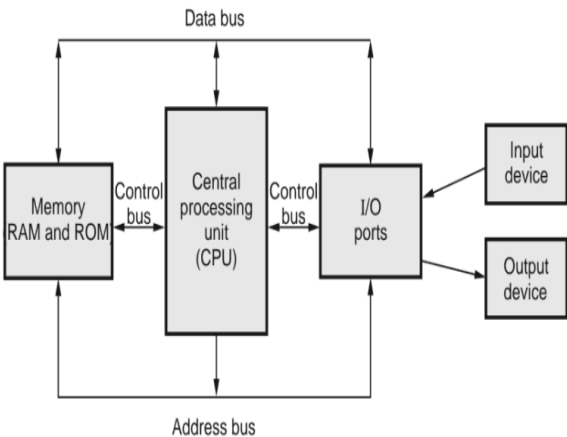 Data bus
Memory
(RAM and ROM)
Control
bus
Central
processing
unit
(CPU)
Control
bus
I/O
ports
Input
device
Output
device
Address bus